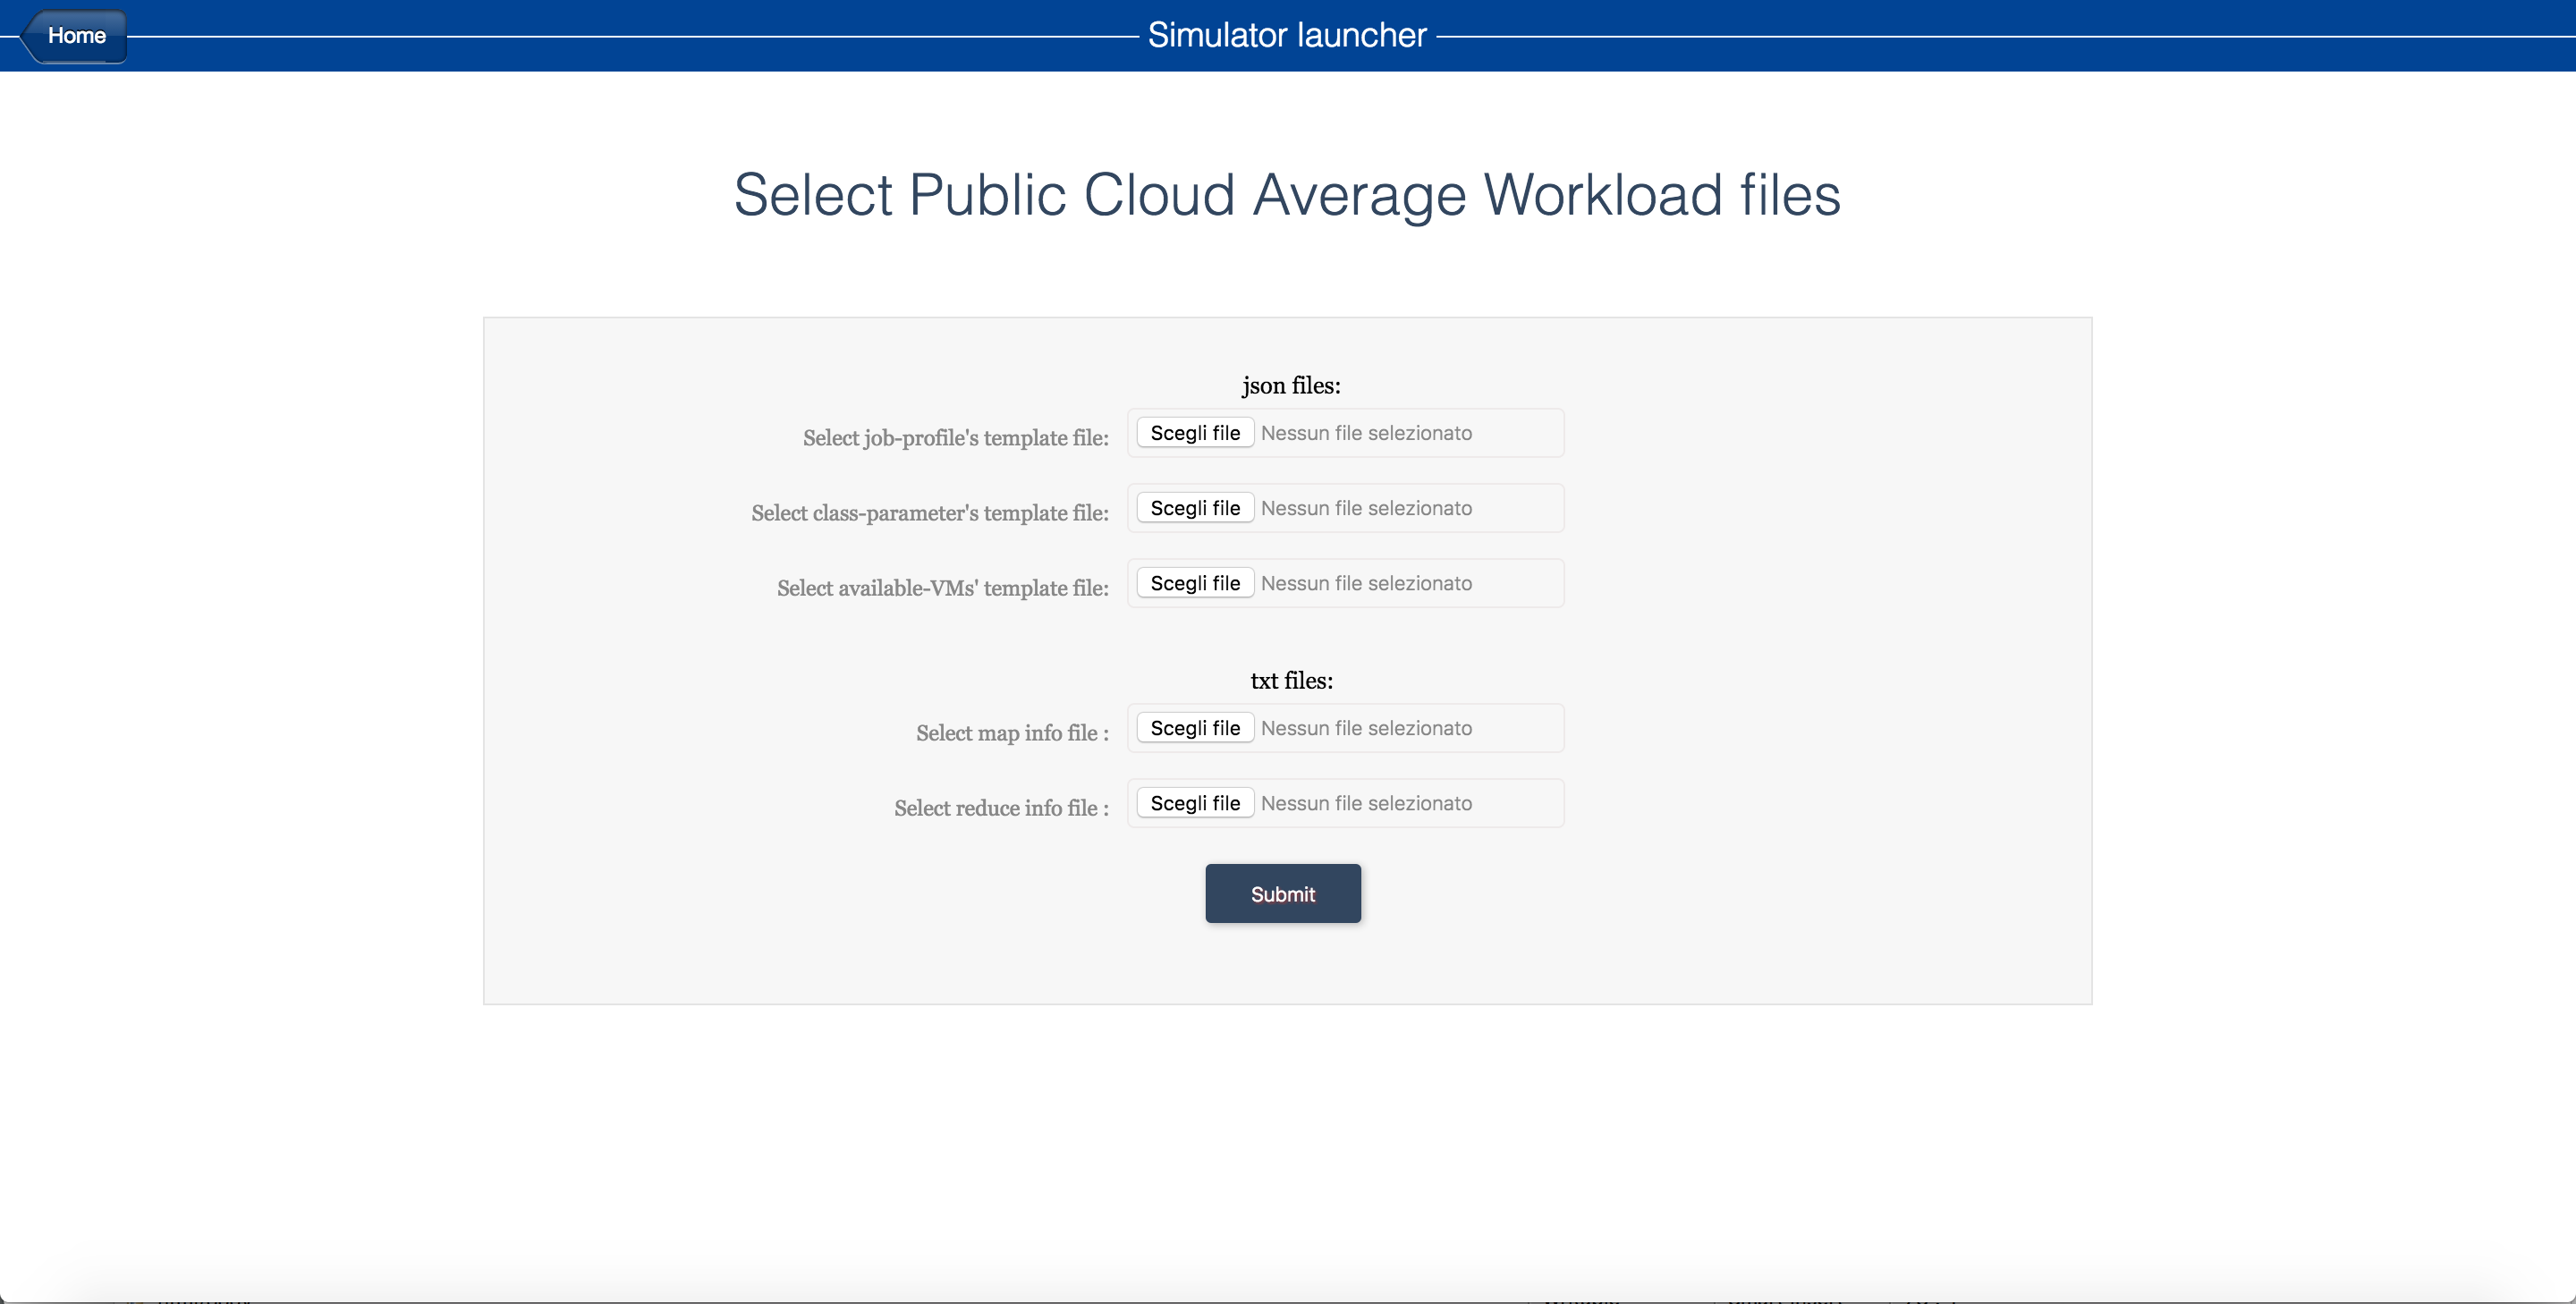 Home
Simulator launcher
Select Public Cloud Average Workload files
json files:
Select job-profile's template file: Scegli file Nessun file selezionato
Select class-parameter's template file: Scegli file Nessun file selezionato
Select available-VMs' template file: Scegli file Nessun file selezionato
txt files:
Select map info file : Scegli file Nessun file selezionato
Select reduce info file : Scegli file Nessun file selezionato
Submit